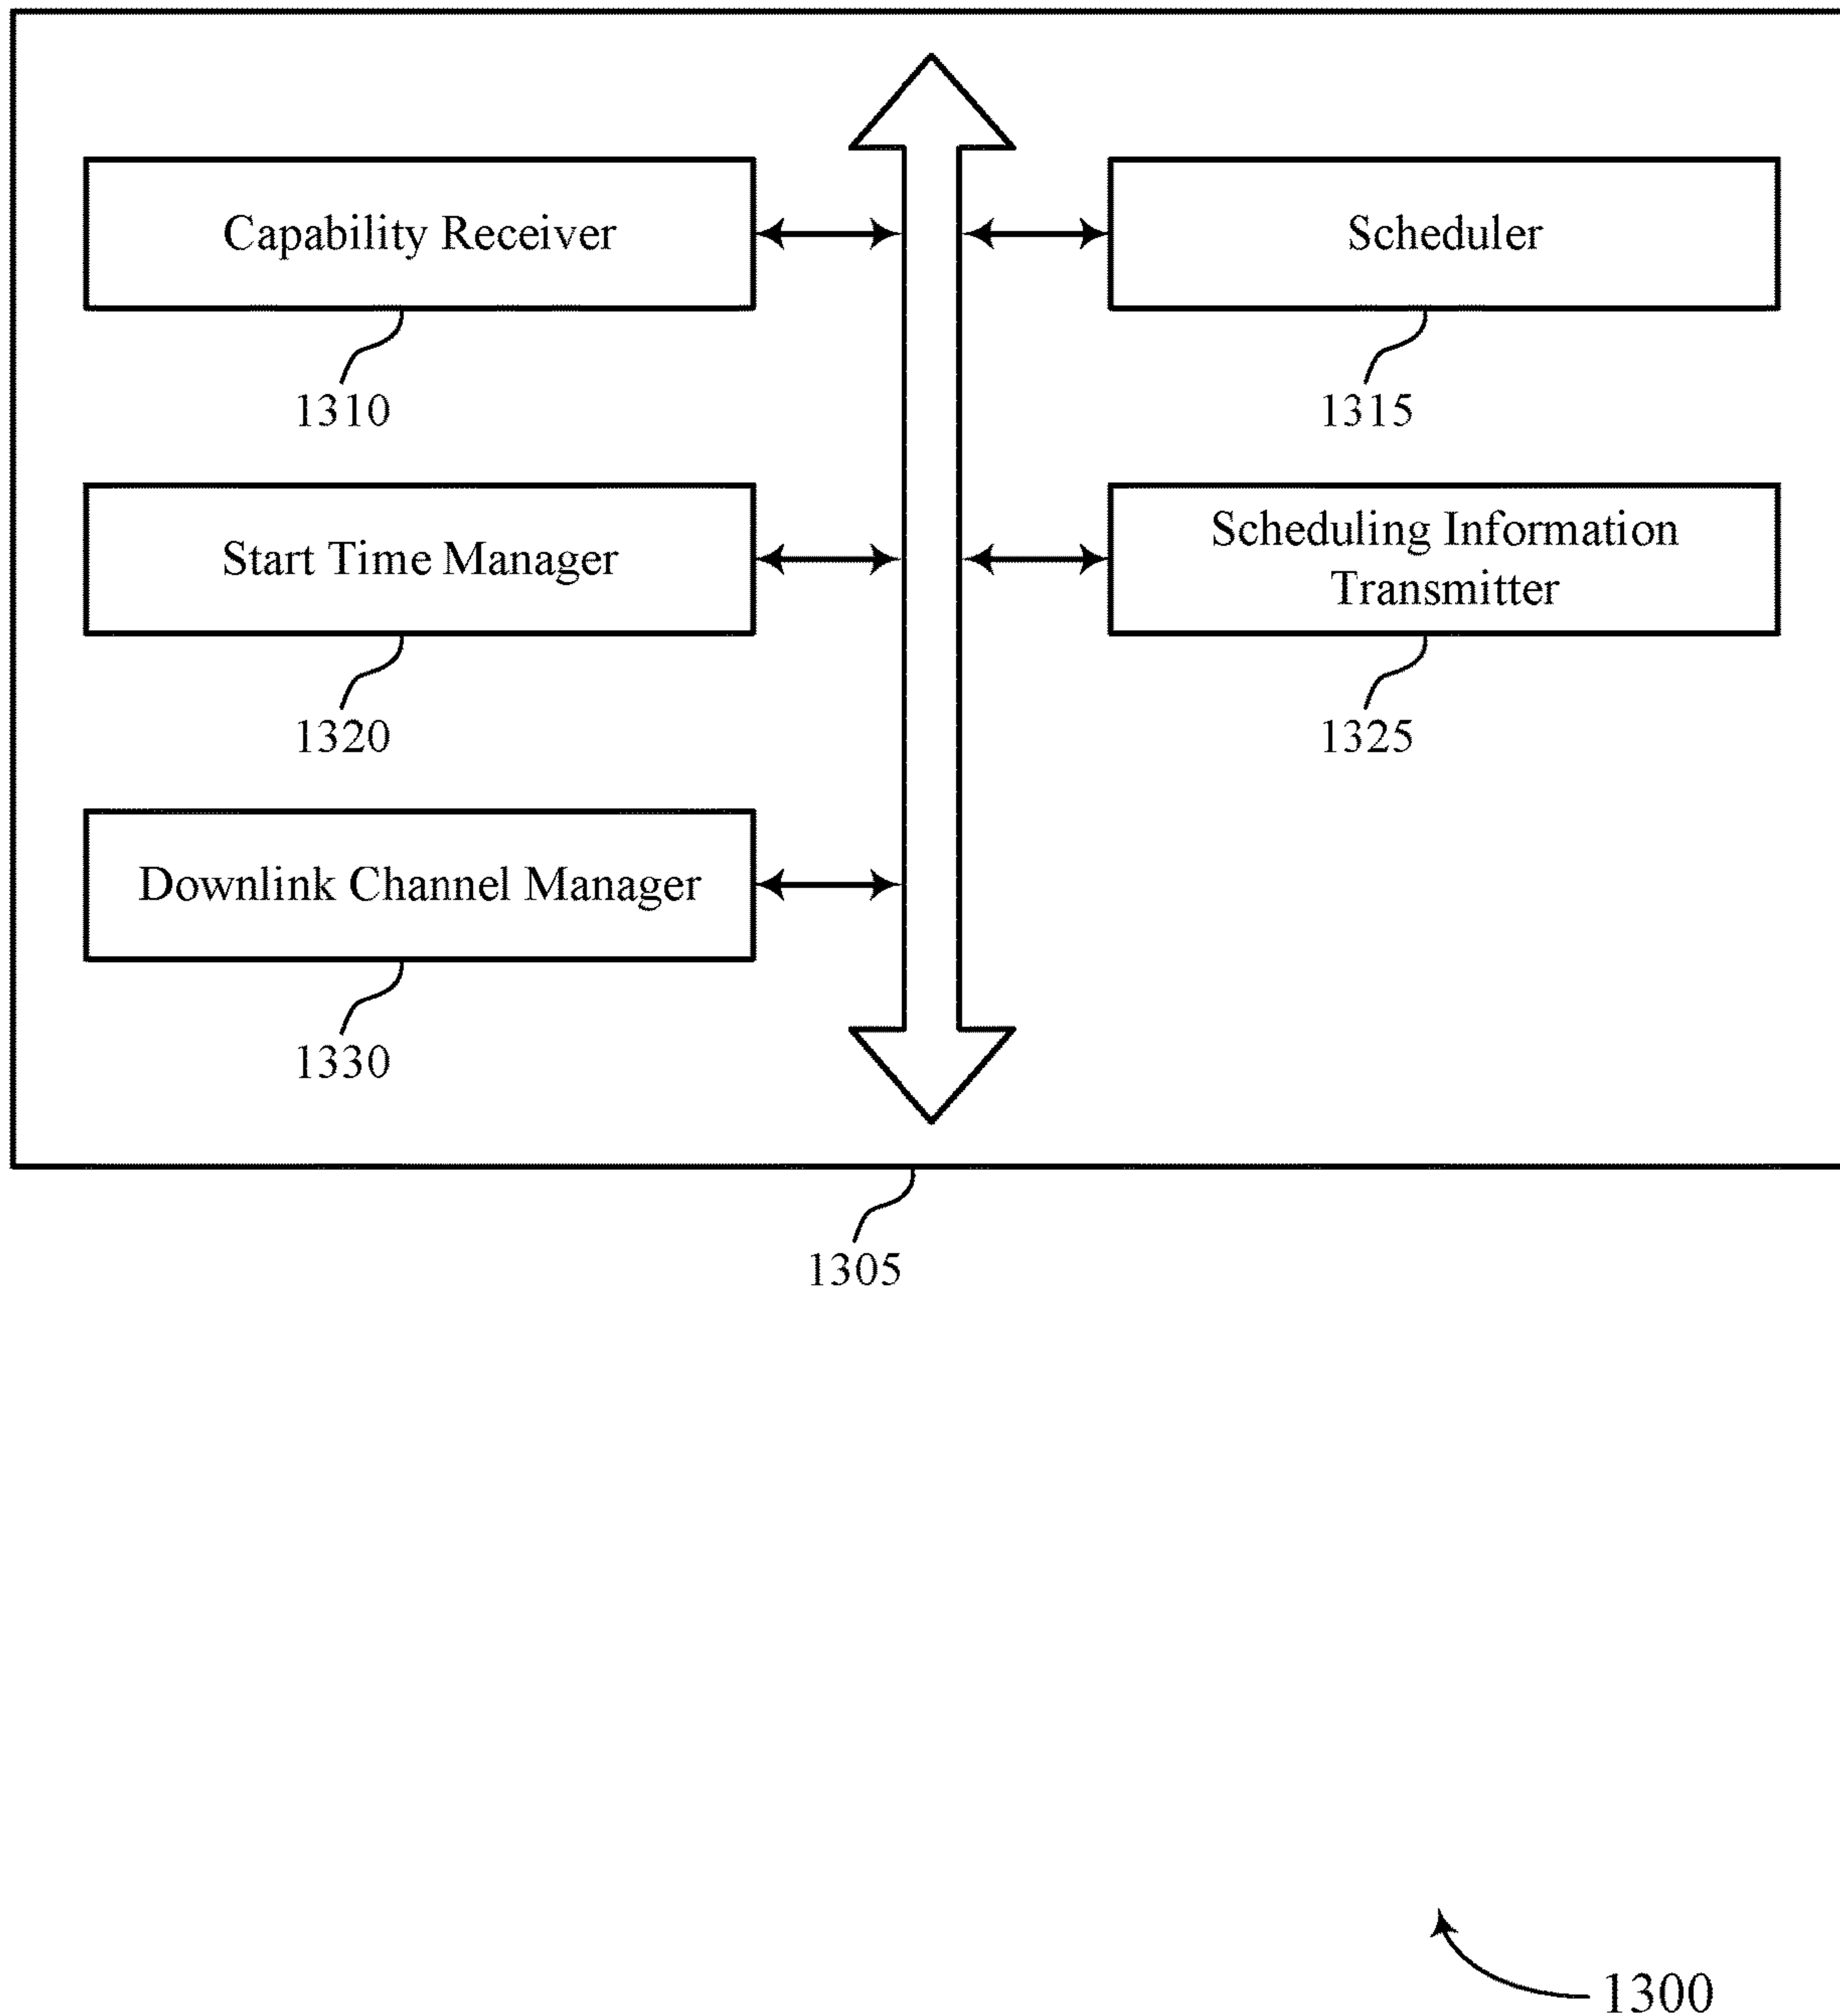 Capability Receiver
Scheduler
1310
1315
Start Time Manager
Scheduling Information
Transmitter
1320
1325
Downlink Channel Manager
1330
1305
1300